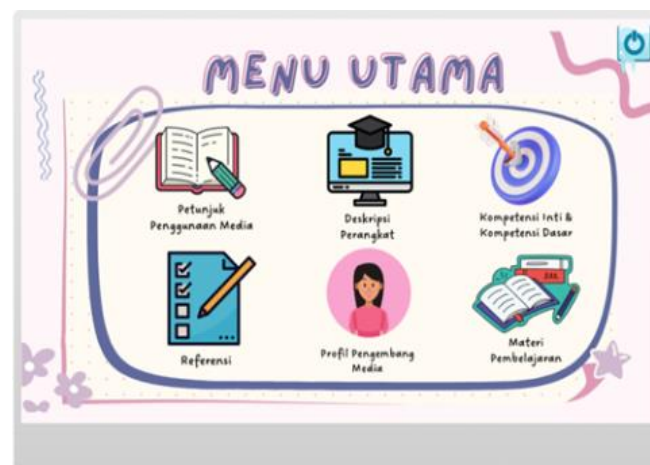 MENU UTAMA
Petunjuk
Penggunaan Media
Deskripsi
Perangkat
Kompetensi Inti &
Kompetensi Dasar
Referensi
Profil Pengembang
Media
Materi
Pembelajaran